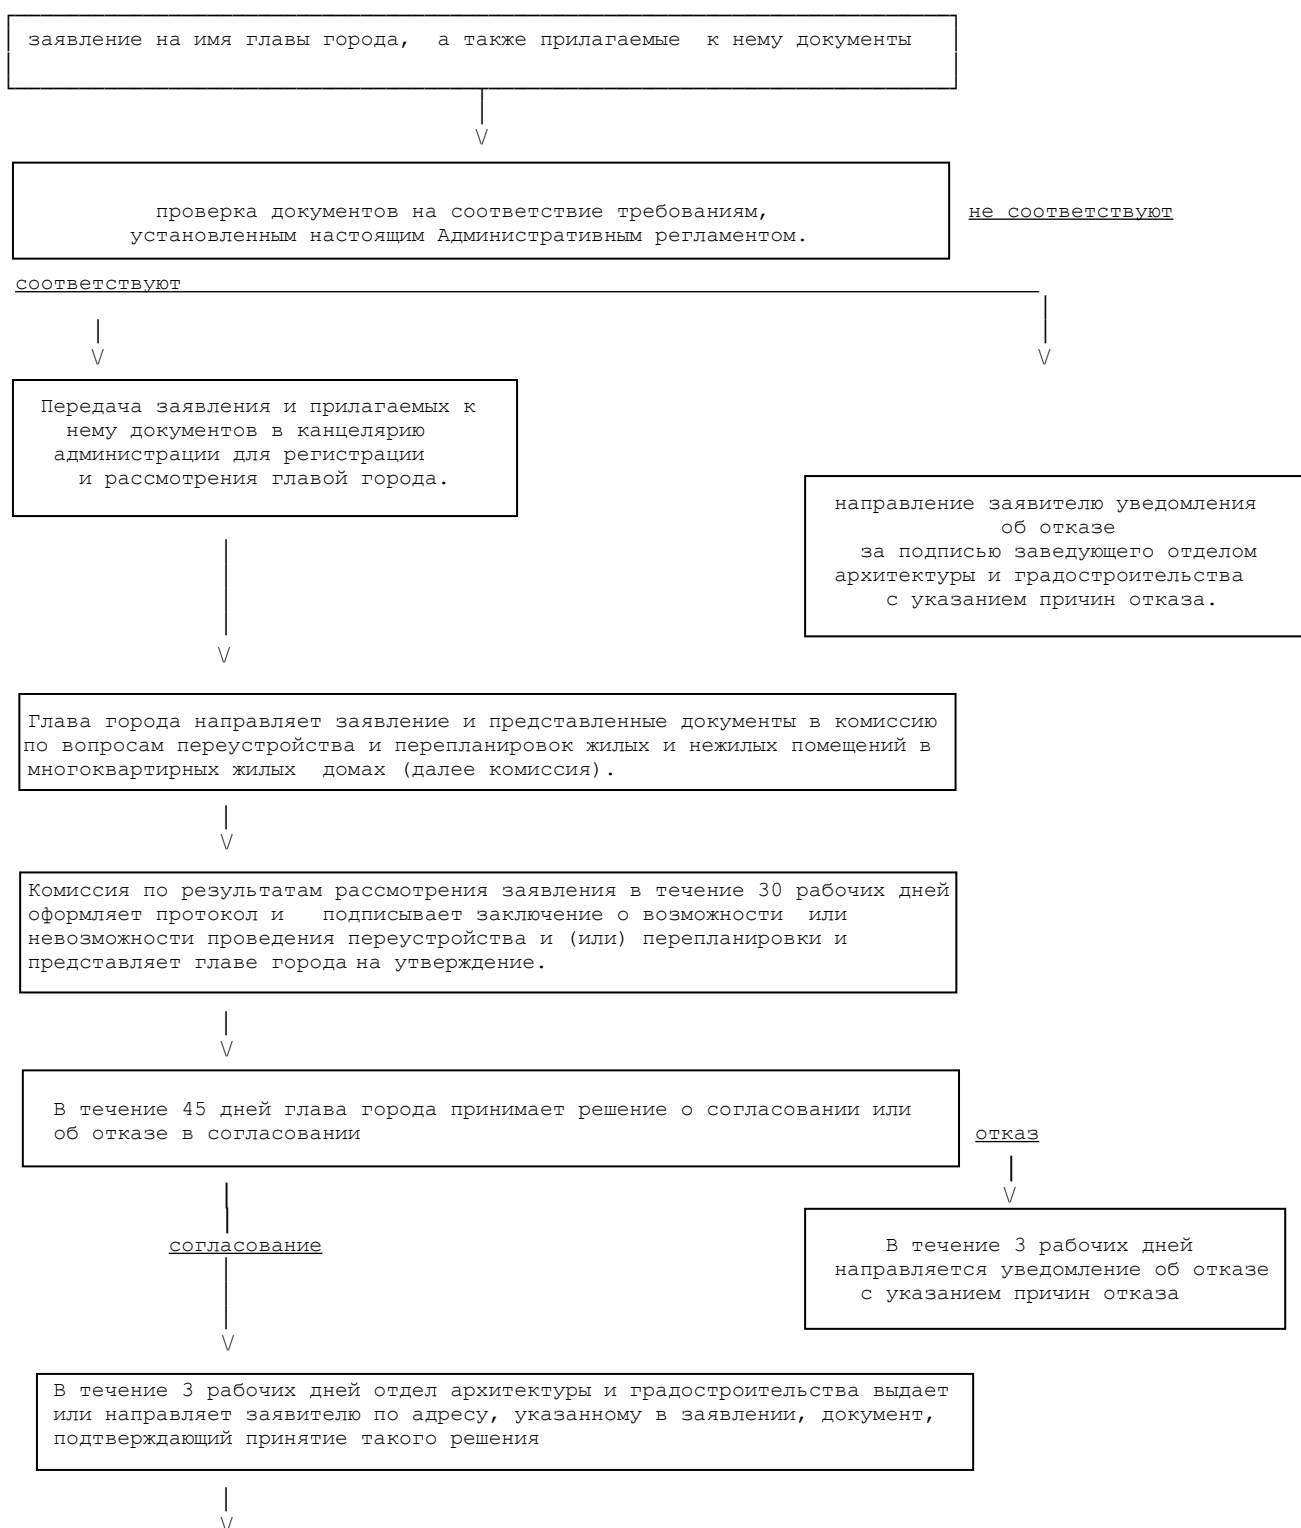 заявление на имя главы города, а также прилагаемые к нему документы
проверка документов на соответствие требованиям,
установленным настоящим Административным регламентом.
не соответствуют
соответствуют
Передача заявления и прилагаемых к
нему документов в канцелярию
администрации для регистрации
и рассмотрения главой города.
направление заявителю уведомления
об отказе
за подписью заведующего отделом
архитектуры и градостроительства
с указанием причин отказа.
Глава города направляет заявление и представленные документы в комиссию
по вопросам переустройства и перепланировок жилых и нежилых помещений в
многоквартирных жилых домах (далее комиссия).
Комиссия по результатам рассмотрения заявления в течение 30 рабочих дней
оформляет протокол и подписывает заключение о возможности или
невозможности проведения переустройства и (или) перепланировки и
представляет главе города на утверждение.
В течение 45 дней глава города принимает решение о согласовании или
об отказе в согласовании
отказ
согласование
В течение 3 рабочих дней
направляется уведомление об отказе
с указанием причин отказа
В течение 3 рабочих дней отдел архитектуры и градостроительства выдает
или направляет заявителю по адресу, указанному в заявлении, документ,
подтверждающий принятие такого решения